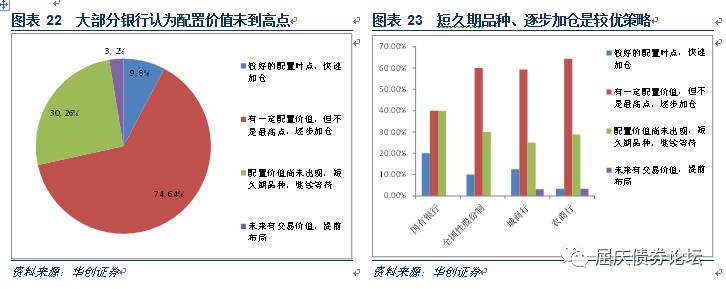 图表 22 大部分银行认为配置价值未到高点
3, 2%
9, 8%
30, 26%
74, 64%
较好的配置时点，快速
加仓
有一定配置价值，但不
是最高点，逐步加仓
配置价值尚未出现，短
久期品种，继续等待
未来有交易价值，提前
布局
资料来源：华创证券
图表 23 短久期品种、逐步加仓是较优策略
70.00%
60.00%
50.00%
40.00%
30.00%
20.00%
10.00%
0.00%
国有银行
全国性股份制
城商行
农商行
较好的配置时点，快速
加仓
有一定配置价值，但不
是最高点，逐步加仓
配置价值尚未出现，短
久期品种，继续等待
未来有交易价值，提前
布局
资料来源：华创证券
屈庆债券论坛